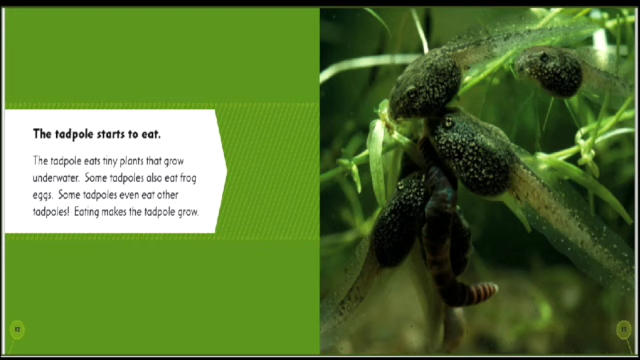 The tadpole starts to eat.
The tadpole eats tiny plants that grow
underwater. Some tadpoles also eat frog
eggs. Some tadpoles even eat other
tadpoles! Eating makes the tadpole grow.